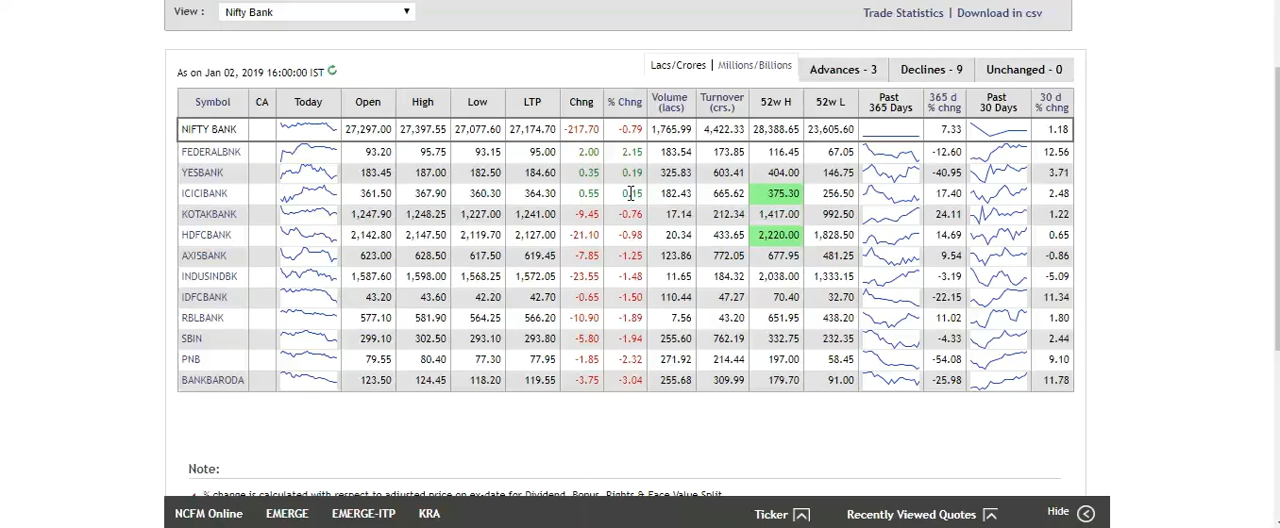 View : Nifty Bank
Trade Statistics | Download in csv
As on Jan 02, 2019 16:00:00 IST Lacs/Crores | Millions/Billions Advances - 3 Declines - 9 Unchanged - 0
Symbol CA Today Open High Low LTP Chng % Chng Volume (lacs) Turnover (crs.) 52w H 52w L Past 365 Days 365 d % chng Past 30 Days 30 d % chng
NIFTY BANK 27,297.00 27,397.55 27,077.60 27,174.70 -217.70 -0.79 1,765.99 4,422.33 28,388.65 23,605.60 7.33 1.18
FEDERALBNK 93.20 95.75 93.15 95.00 2.00 2.15 183.54 173.85 116.45 67.05 -12.60 12.56
YESBANK 183.45 187.00 182.50 184.60 0.35 0.19 325.83 603.41 404.00 146.75 -40.95 3.71
ICICIBANK 361.50 367.90 360.30 364.30 0.55 0.15 182.43 665.62 375.30 256.50 17.40 2.48
KOTAKBANK 1,247.90 1,248.25 1,227.00 1,241.00 -9.45 -0.76 17.14 212.34 1,417.00 992.50 24.11 1.22
HDFCBANK 2,142.80 2,147.50 2,119.70 2,127.00 -21.10 -0.98 20.34 433.65 2,220.00 1,828.50 14.69 0.65
AXISBANK 623.00 628.50 617.50 619.45 -7.85 -1.25 123.86 772.05 677.95 481.25 9.54 -0.86
INDUSINDBK 1,587.60 1,598.00 1,568.25 1,572.05 -23.55 -1.48 11.65 184.32 2,038.00 1,333.15 -3.19 -5.09
IDFCBANK 43.20 43.60 42.20 42.70 -0.65 -1.50 110.44 47.27 70.40 32.70 -22.15 11.34
RBLBANK 577.10 581.90 564.25 566.20 -10.90 -1.89 7.56 43.20 651.95 438.20 11.02 1.80
SBIN 299.10 302.50 293.10 293.80 -5.80 -1.94 255.60 762.19 332.75 232.35 -4.33 2.44
PNB 79.55 80.40 77.30 77.95 -1.85 -2.32 271.92 214.44 197.00 58.45 -54.08 9.10
BANKBARODA 123.50 124.45 118.20 119.55 -3.75 -3.04 255.68 309.99 179.70 91.00 -25.98 11.78
Note:
% change is calculated with respect to adjusted price on ex-date for Dividend, Bonus, Rights & Face Value Split
NCFM Online EMERGE EMERGE-ITP KRA Ticker Recently Viewed Quotes Hide